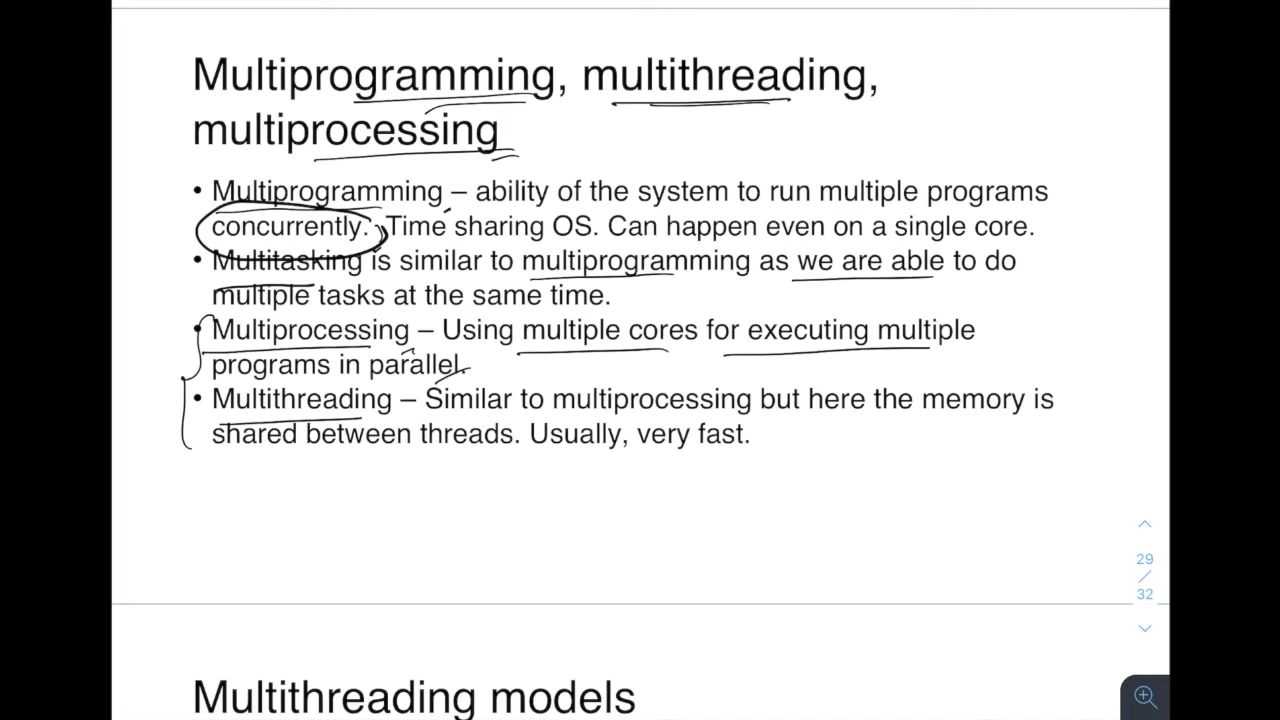 Multiprogramming, multithreading,
multiprocessing
• Multiprogramming – ability of the system to run multiple programs
concurrently. Time sharing OS. Can happen even on a single core.
• Multitasking is similar to multiprogramming as we are able to do
multiple tasks at the same time.
• Multiprocessing – Using multiple cores for executing multiple
programs in parallel.
• Multithreading – Similar to multiprocessing but here the memory is
shared between threads. Usually, very fast.
29
/
32
Multithreading models